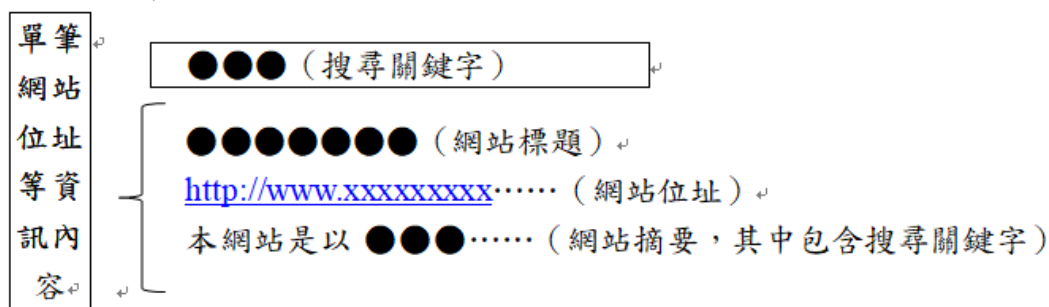 單筆
網站
位址
等資
訊內
容
●●●（搜尋關鍵字）
●●●●●●●（網站標題）
http://www.xxxxxxxxx……（網站位址）
本網站是以 ●●●……（網站摘要，其中包含搜尋關鍵字）